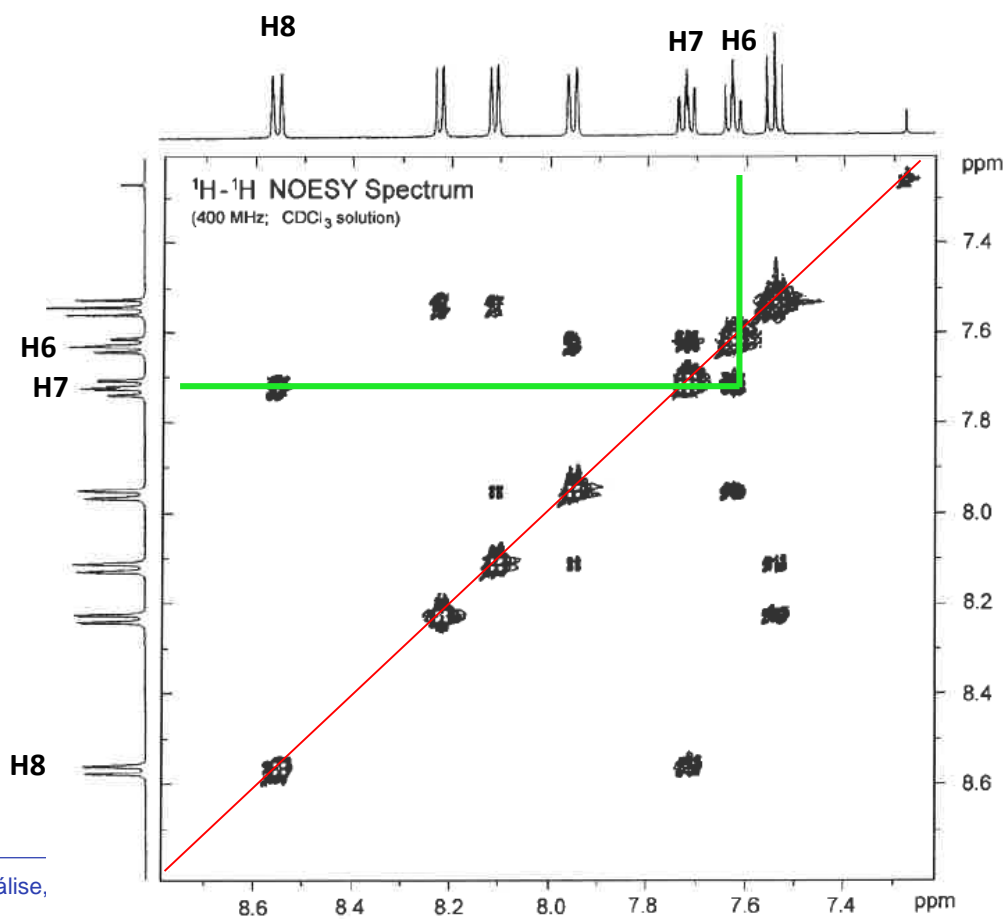 H8
H7 H6
ppm
¹H-¹H NOESY Spectrum
(400 MHz; CDCl₃ solution)
7.4
7.6
H6
H7
7.8
8.0
8.2
8.4
H8
8.6
álise,
8.6 8 4 8.2 8.0 7.8 7.6 7.4 ppm